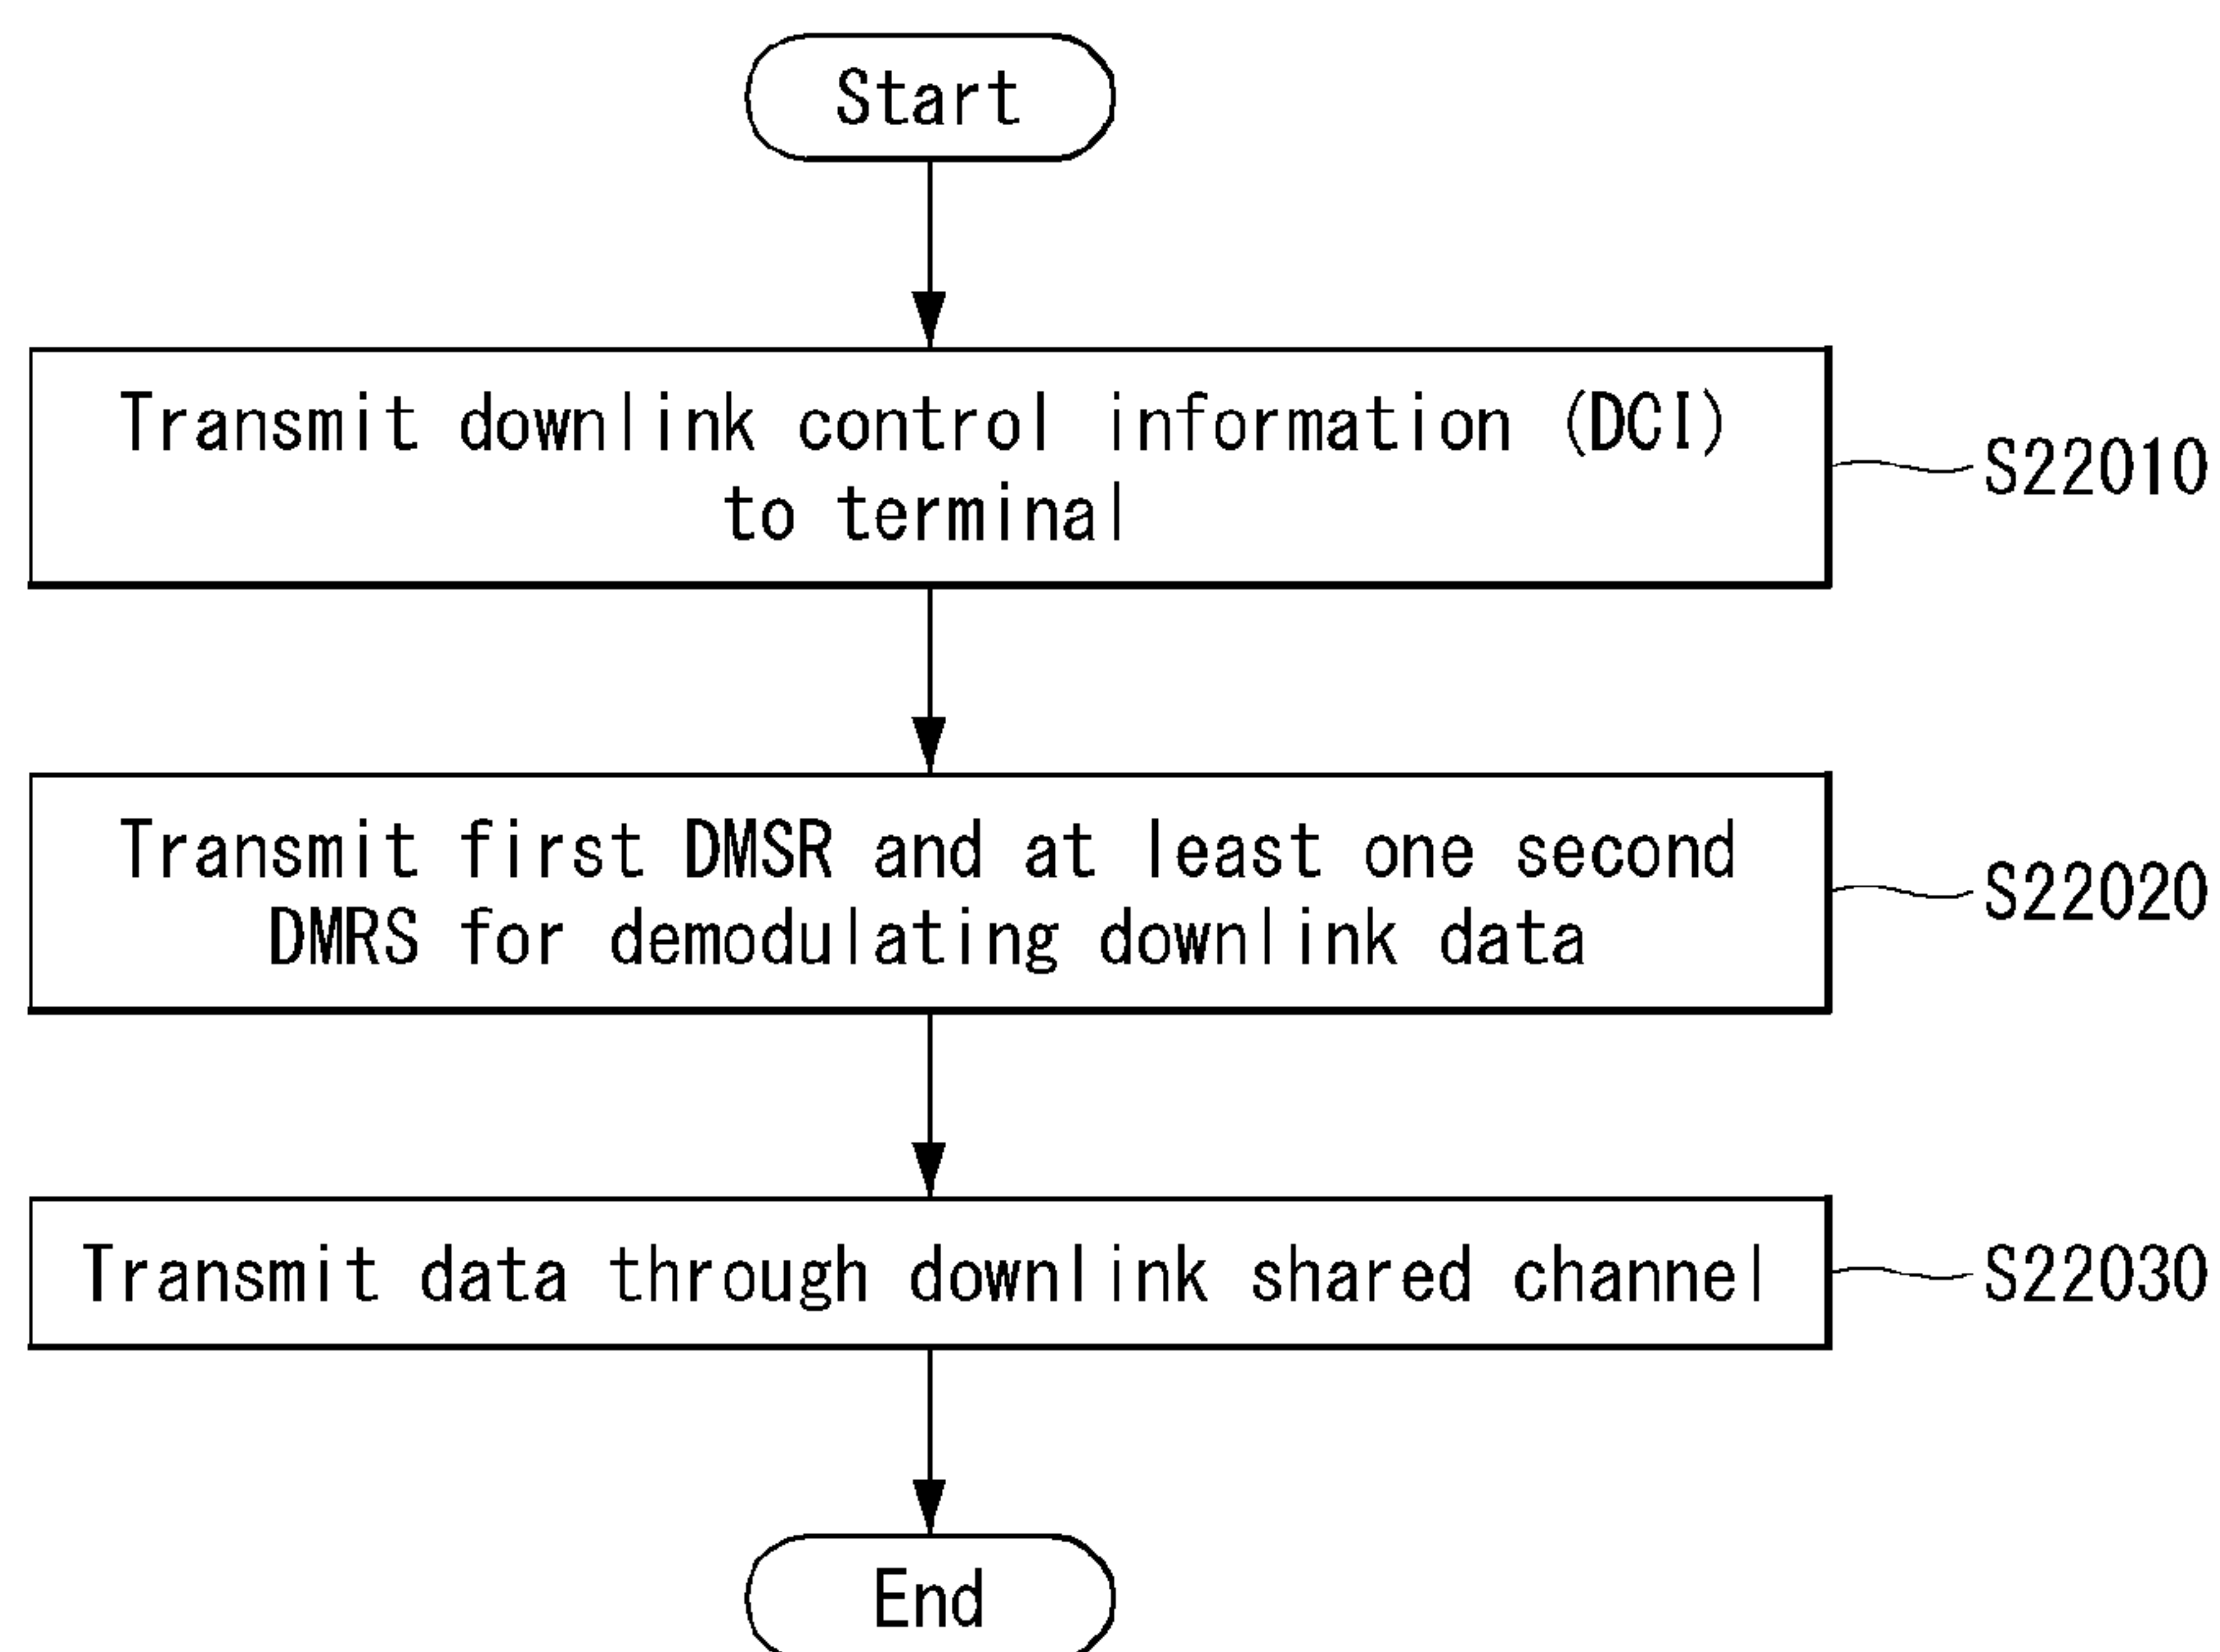 Start
Transmit downlink control information (DCI)
to terminal
S22010
Transmit first DMSR and at least one second
DMRS for demodulating downlink data
S22020
Transmit data through downlink shared channel
S22030
End